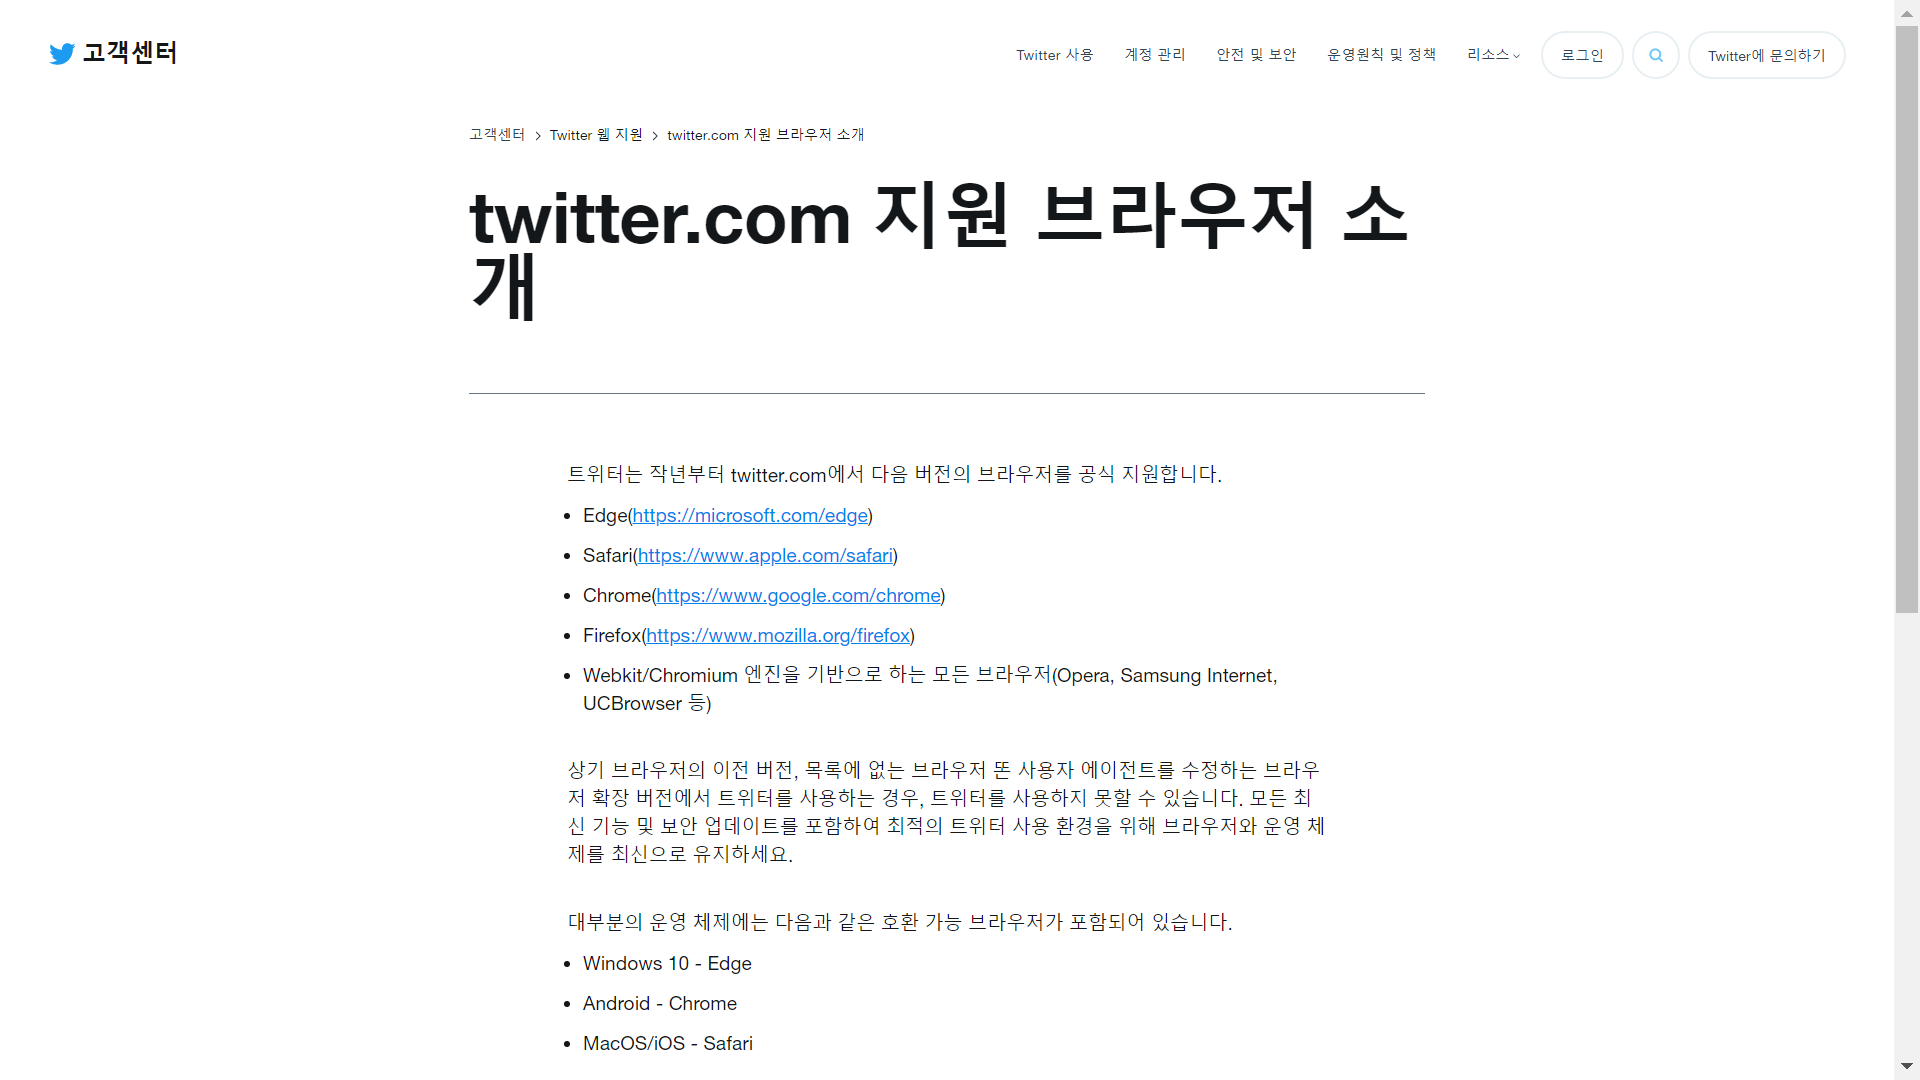 고객센터
Twitter 사용
계정 관리
안전 및 보안
운영원칙 및 정책
리소스
로그인
Twitter에 문의하기
고객센터 > Twitter 웹 지원 > twitter.com 지원 브라우저 소개
twitter.com 지원 브라우저 소
개
트위터는 작년부터 twitter.com에서 다음 버전의 브라우저를 공식 지원합니다.
• Edge(https://microsoft.com/edge)
• Safari(https://www.apple.com/safari)
• Chrome(https://www.google.com/chrome)
• Firefox(https://www.mozilla.org/firefox)
• Webkit/Chromium 엔진을 기반으로 하는 모든 브라우저(Opera, Samsung Internet,
UCBrowser 등)
상기 브라우저의 이전 버전, 목록에 없는 브라우저 똔 사용자 에이전트를 수정하는 브라우
저 확장 버전에서 트위터를 사용하는 경우, 트위터를 사용하지 못할 수 있습니다. 모든 최
신 기능 및 보안 업데이트를 포함하여 최적의 트위터 사용 환경을 위해 브라우저와 운영 체
제를 최신으로 유지하세요.
대부분의 운영 체제에는 다음과 같은 호환 가능 브라우저가 포함되어 있습니다.
• Windows 10 - Edge
• Android - Chrome
• MacOS/iOS - Safari